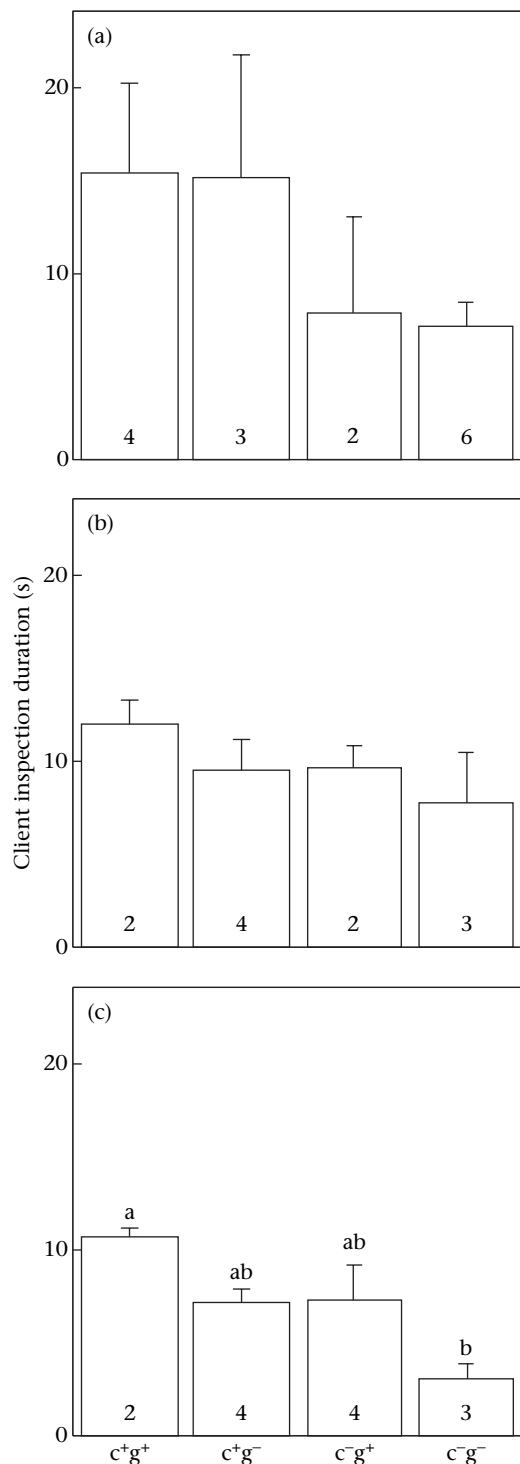 (a)
20
10
0
4 3 2 6
(b)
20
10
0
2 4 2 3
Client inspection duration (s)
(c)
20
10
0
a ab ab b
2 4 4 3
c⁺g⁺ c⁺g⁻ c⁻g⁺ c⁻g⁻